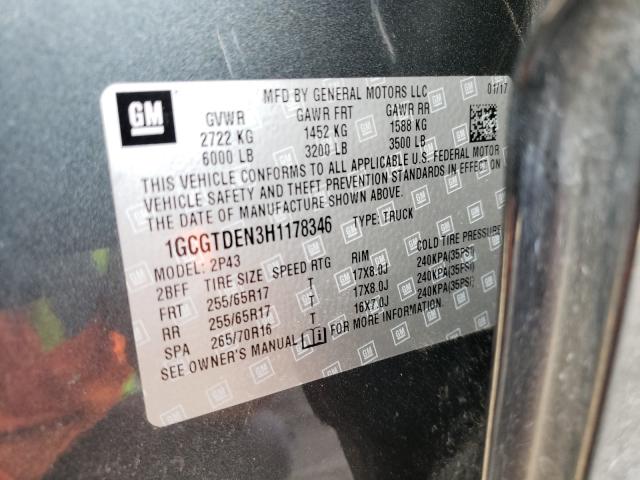 GM
MFD BY GENERAL MOTORS LLC 01/17
GVWR GAWR FRT GAWR RR
2722 KG 1452 KG 1588 KG
6000 LB 3200 LB 3500 LB
THIS VEHICLE CONFORMS TO ALL APPLICABLE U.S. FEDERAL MOTOR
VEHICLE SAFETY AND THEFT PREVENTION STANDARDS IN EFFECT ON
THE DATE OF MANUFACTURE SHOWN ABOVE.
1GCGTDEN3H1178346 TYPE: TRUCK
MODEL: 2P43
2BFF TIRE SIZE SPEED RTG RIM COLD TIRE PRESSURE
FRT 255/65R17 T 17X8.0J 240KPA(35PSI)
RR 255/65R17 T 17X8.0J 240KPA(35PSI)
SPA 265/70R16 T 16X7.0J 240KPA(35PSI)
SEE OWNER'S MANUAL FOR MORE INFORMATION.